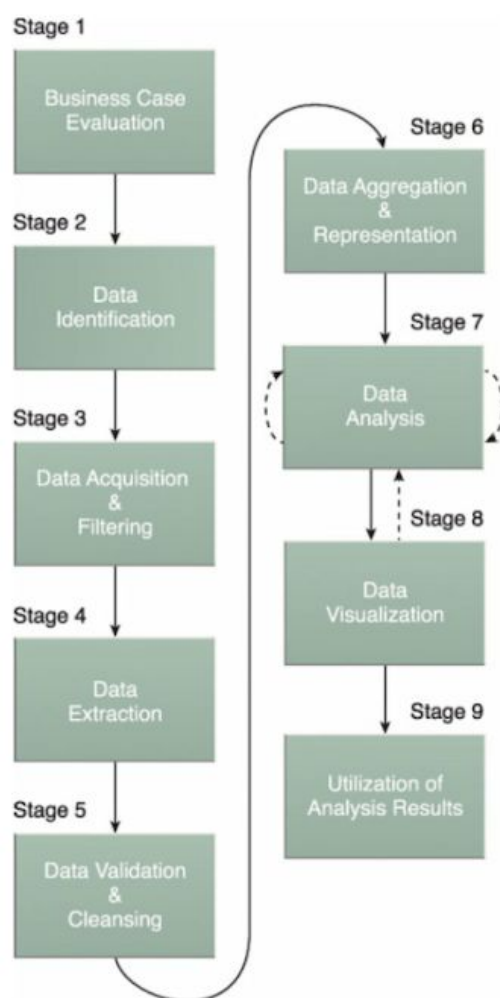 Stage 1
Business Case
Evaluation
Stage 2
Data
Identification
Stage 3
Data Acquisition
&
Filtering
Stage 4
Data
Extraction
Stage 5
Data Validation
&
Cleansing
Stage 6
Data Aggregation
&
Representation
Stage 7
Data
Analysis
Stage 8
Data
Visualization
Stage 9
Utilization of
Analysis Results